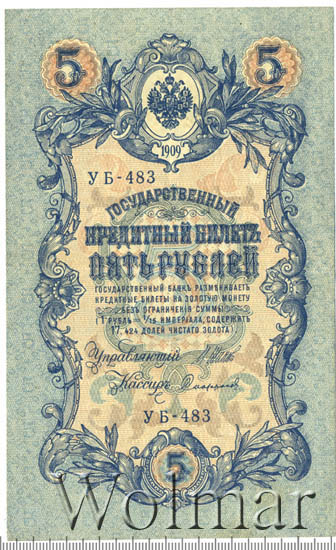 5 5
1909
УБ-483
ГОСУДАРСТВЕННЫЙ
КРЕДИТНЫЙ БИЛЕТЪ
ПЯТЬ РУБЛЕЙ
ГОСУДАРСТВЕННЫЙ БАНКЪ РАЗМѢНИВАЕТЪ
КРЕДИТНЫЕ БИЛЕТЫ НА ЗОЛОТУЮ МОНЕТУ
БЕЗЪ ОГРАНИЧЕНІЯ СУММЫ
(1 РУБЛЬ = 1/15 ИМПЕРІАЛА, СОДЕРЖИТЪ
17,424 ДОЛЕЙ ЧИСТАГО ЗОЛОТА)
Управляющій
Кассиръ
УБ-483
5
Wolmar